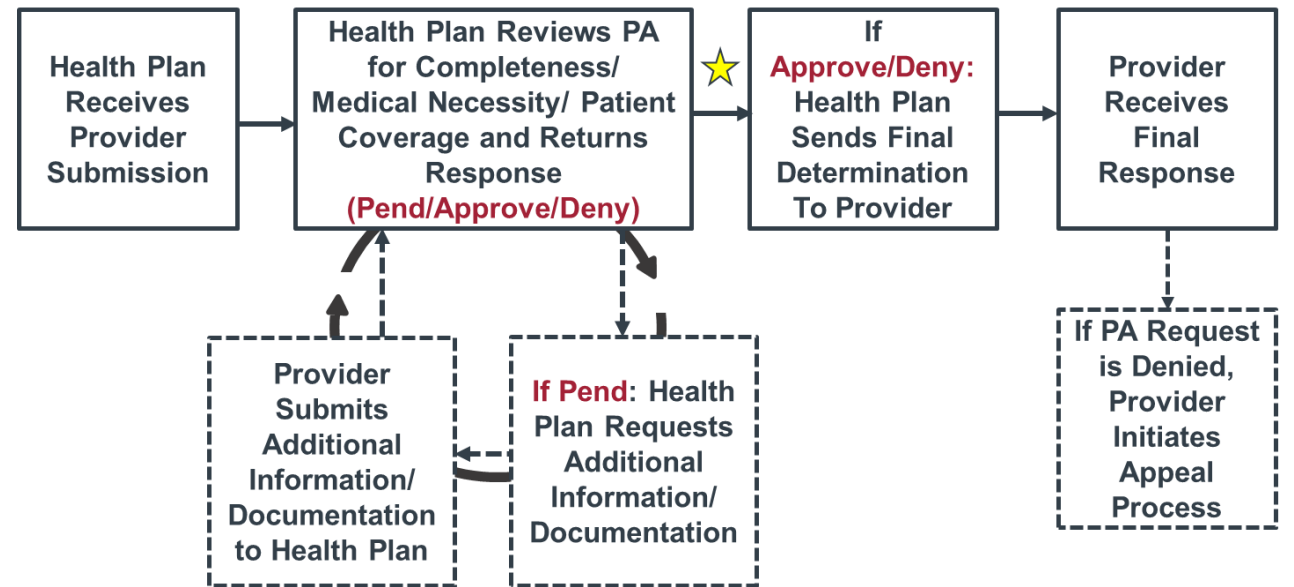 Health Plan
Receives
Provider
Submission
Health Plan Reviews PA
for Completeness/
Medical Necessity/ Patient
Coverage and Returns
Response
(Pend/Approve/Deny)
If
Approve/Deny:
Health Plan
Sends Final
Determination
To Provider
Provider
Receives
Final
Response
Provider
Submits
Additional
Information/
Documentation
to Health Plan
If Pend: Health
Plan Requests
Additional
Information/
Documentation
If PA Request
is Denied,
Provider
Initiates
Appeal
Process